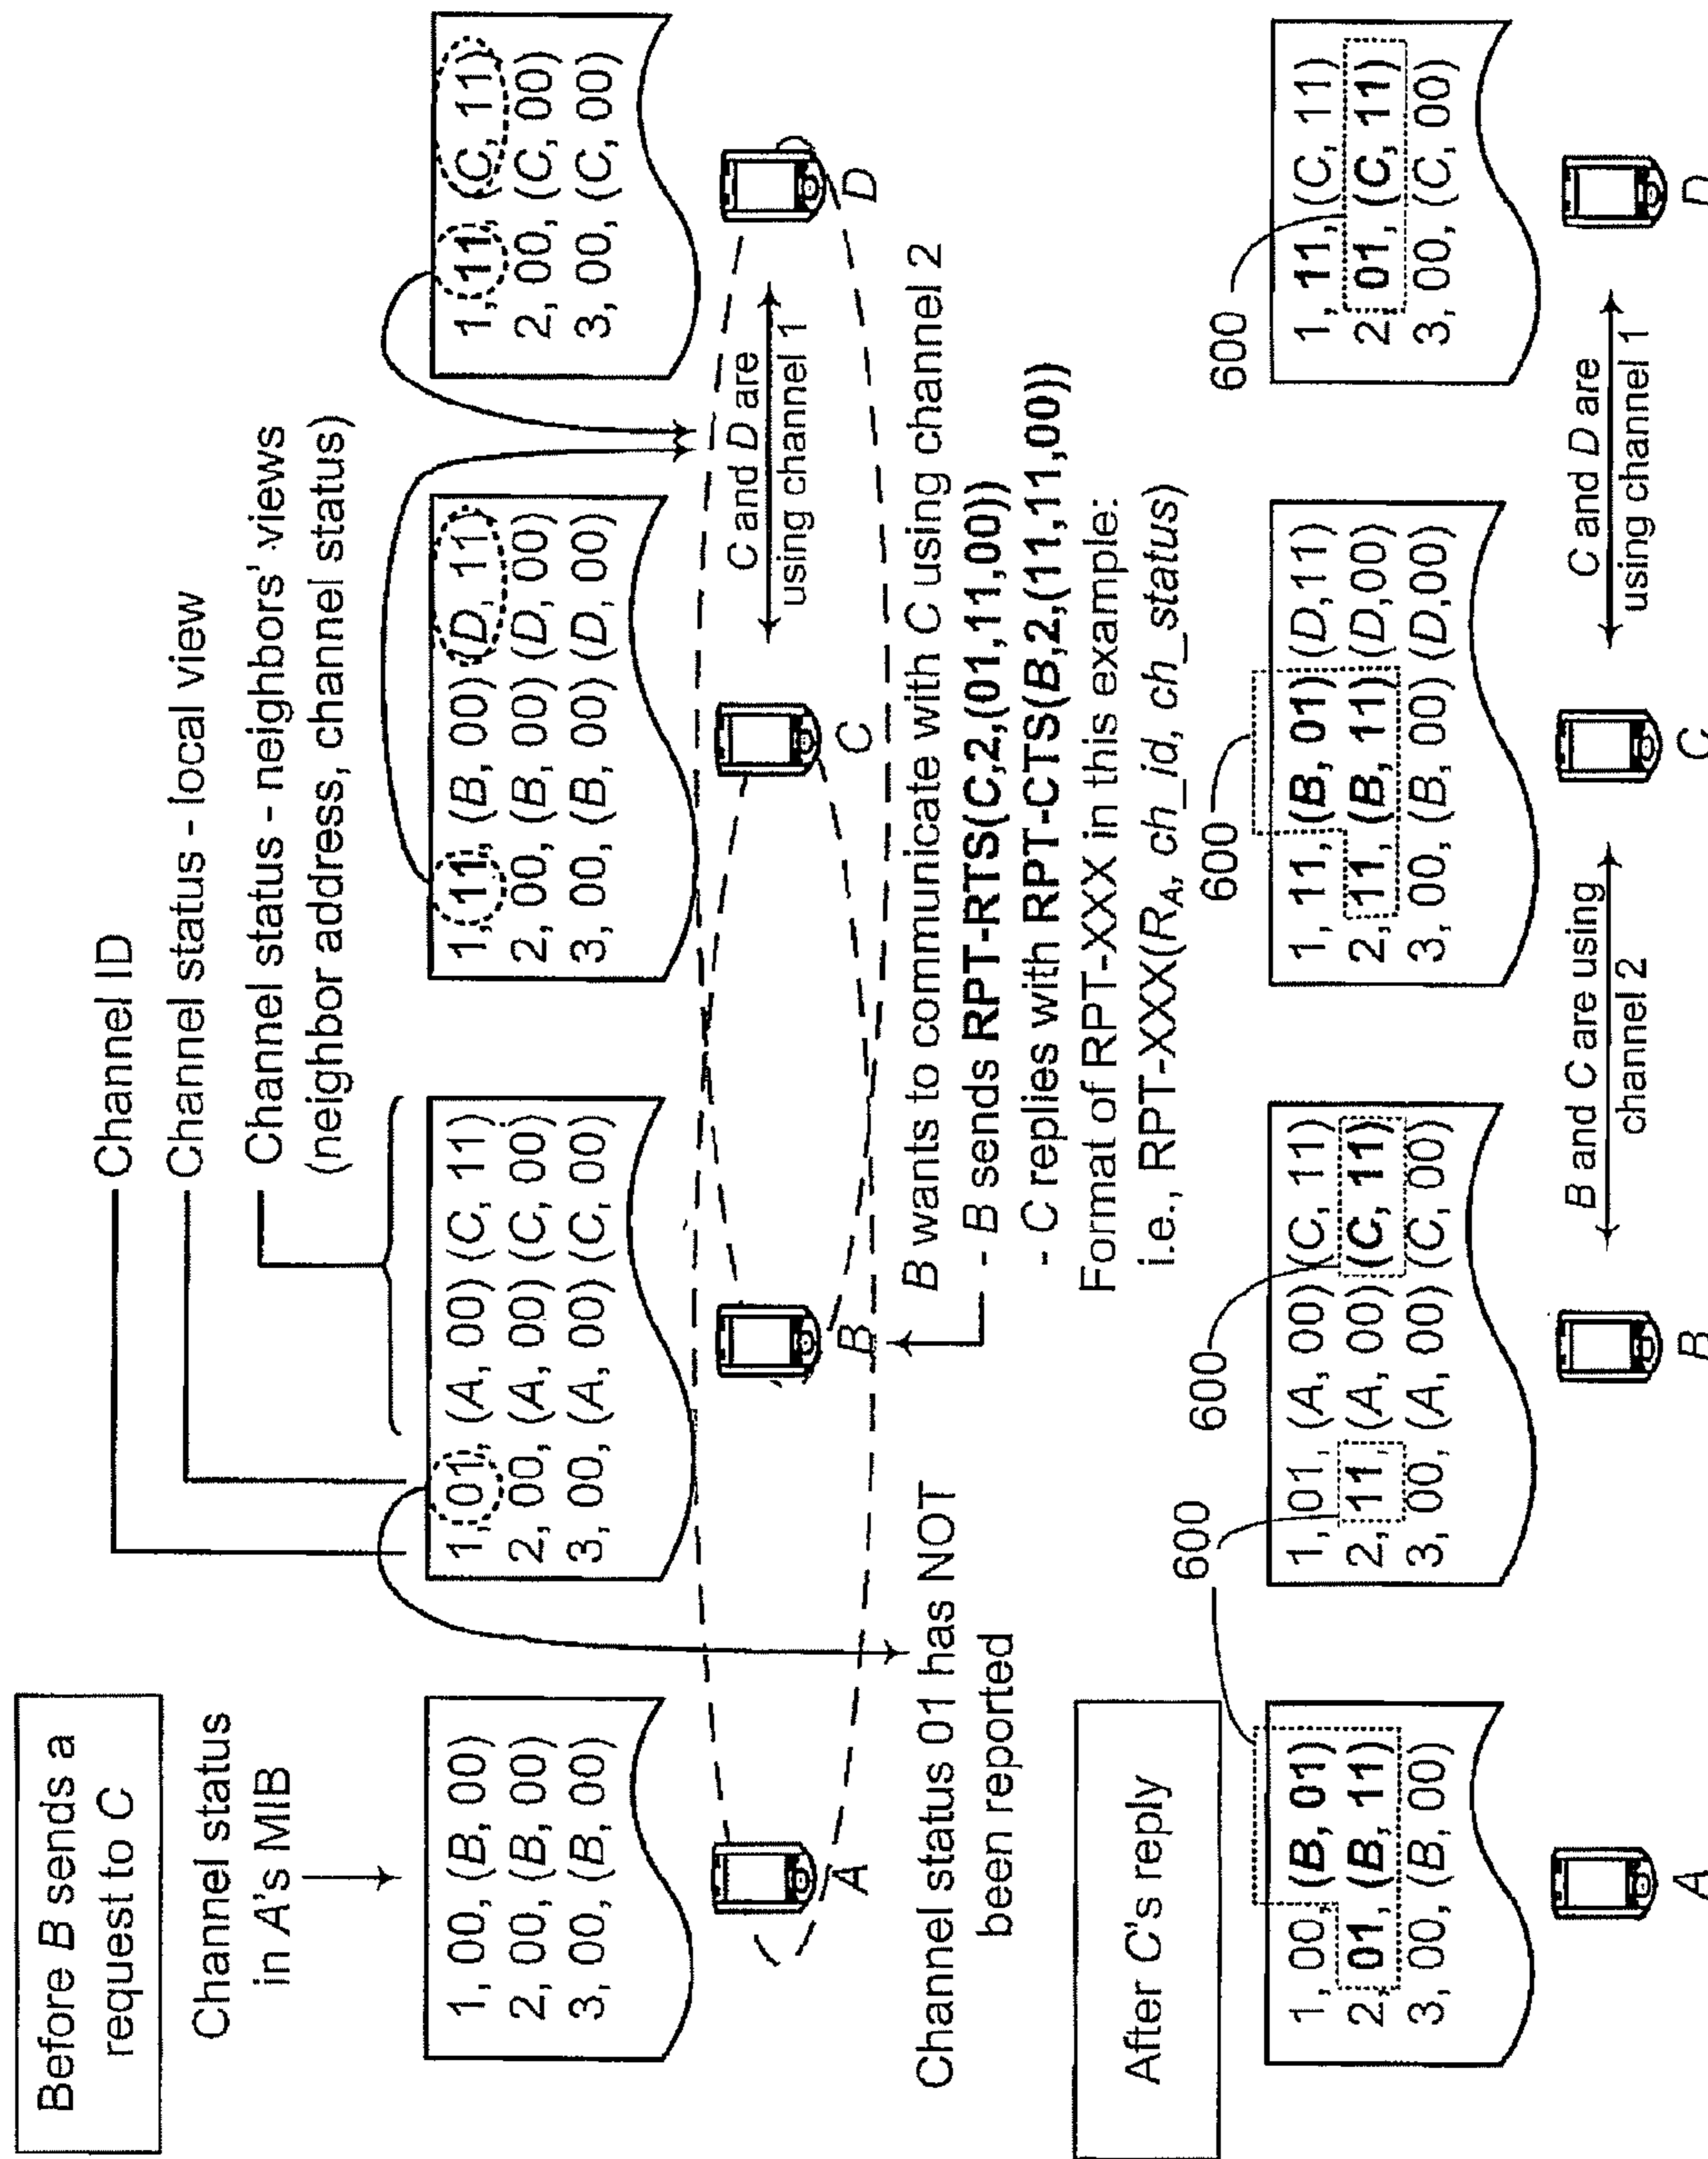 Before B sends a
request to C
Channel status
in A's MIB
Channel ID
Channel status - local view
Channel status - neighbors' views
(neighbor address, channel status)
1, 00, (B, 00)
2, 00, (B, 00)
3, 00, (B, 00)
1, 01, (A, 00) (C, 11)
2, 00, (A, 00) (C, 00)
3, 00, (A, 00) (C, 00)
1, 11, (B, 00) (D, 11)
2, 00, (B, 00) (D, 00)
3, 00, (B, 00) (D, 00)
1, 11, (C, 11)
2, 00, (C, 00)
3, 00, (C, 00)
A
B
C
D
C and D are
using channel 1
Channel status 01 has NOT
been reported
B wants to communicate with C using channel 2
- B sends RPT-RTS(C,2,(01,11,00))
- C replies with RPT-CTS(B,2,(11,11,00))
Format of RPT-XXX in this example:
i.e., RPT-XXX(RA, ch_id, ch_status)
After C's reply
600
600
600
600
1, 00, (B, 01)
2, 01, (B, 11)
3, 00, (B, 00)
1, 01, (A, 00) (C, 11)
2, 11, (A, 00) (C, 11)
3, 00, (A, 00) (C, 00)
1, 11, (B, 01) (D,11)
2, 11, (B, 11) (D,00)
3, 00, (B, 00) (D,00)
1, 11, (C, 11)
2, 01, (C, 11)
3, 00, (C, 00)
B and C are using
channel 2
C and D are
using channel 1
A
B
C
D